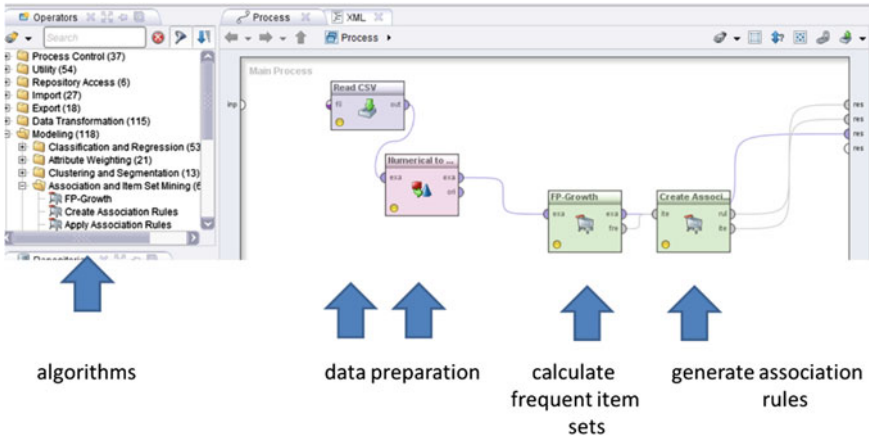 Operators
Process
XML
Search
Process
Process Control (37)
Utility (54)
Repository Access (6)
Import (27)
Export (18)
Data Transformation (115)
Modeling (118)
Classification and Regression (53
Attribute Weighting (21)
Clustering and Segmentation (13)
Association and Item Set Mining (6
FP-Growth
Create Association Rules
Apply Association Rules
Main Process
inp
Read CSV
fil out
Numerical to ...
exa exa
ori
FP-Growth
exa exa
fre
Create Associ...
ite rul
ite
res
res
res
res
algorithms
data preparation
calculate
frequent item
sets
generate association
rules